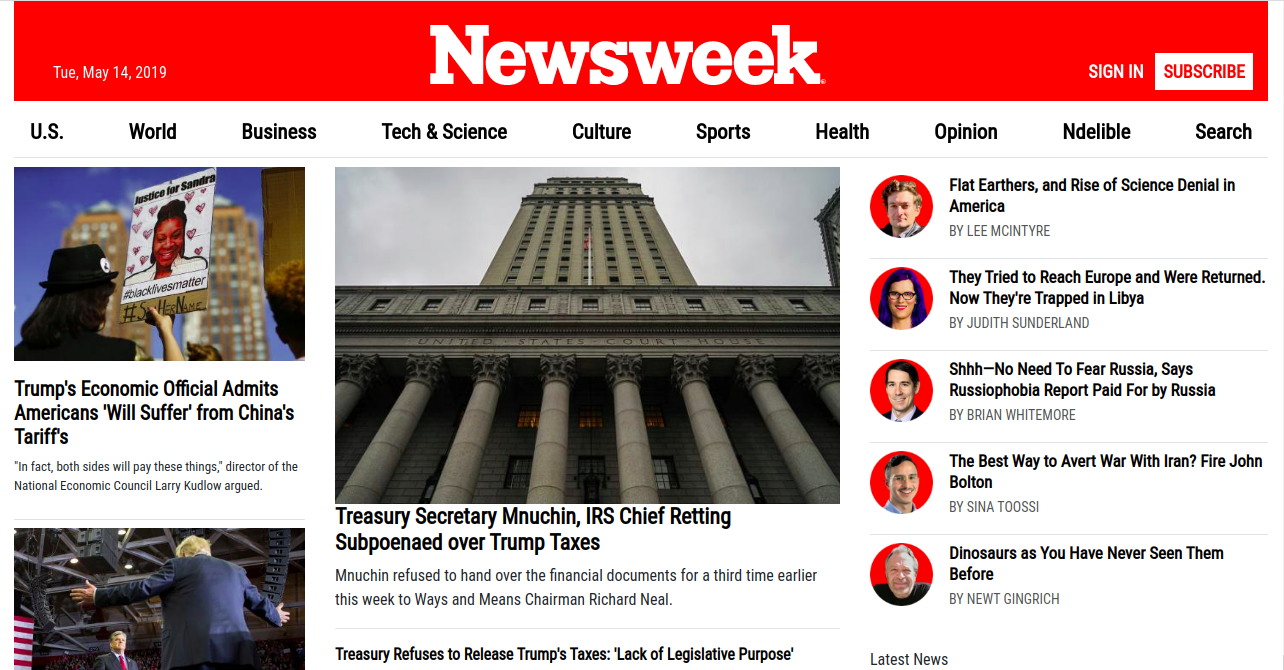 Tue, May 14, 2019
Newsweek
SIGN IN
SUBSCRIBE
U.S.
World
Business
Tech & Science
Culture
Sports
Health
Opinion
Ndelible
Search
Justice for Sandra
#blacklivesmatter
Trump's Economic Official Admits
Americans 'Will Suffer' from China's
Tariff's
"In fact, both sides will pay these things," director of the
National Economic Council Larry Kudlow argued.
UNITED STATES COURT HOUSE
Treasury Secretary Mnuchin, IRS Chief Retting
Subpoenaed over Trump Taxes
Mnuchin refused to hand over the financial documents for a third time earlier
this week to Ways and Means Chairman Richard Neal.
Treasury Refuses to Release Trump's Taxes: 'Lack of Legislative Purpose'
Flat Earthers, and Rise of Science Denial in
America
BY LEE MCINTYRE
They Tried to Reach Europe and Were Returned.
Now They're Trapped in Libya
BY JUDITH SUNDERLAND
Shhh—No Need To Fear Russia, Says
Russiophobia Report Paid For by Russia
BY BRIAN WHITEMORE
The Best Way to Avert War With Iran? Fire John
Bolton
BY SINA TOOSSI
Dinosaurs as You Have Never Seen Them
Before
BY NEWT GINGRICH
Latest News